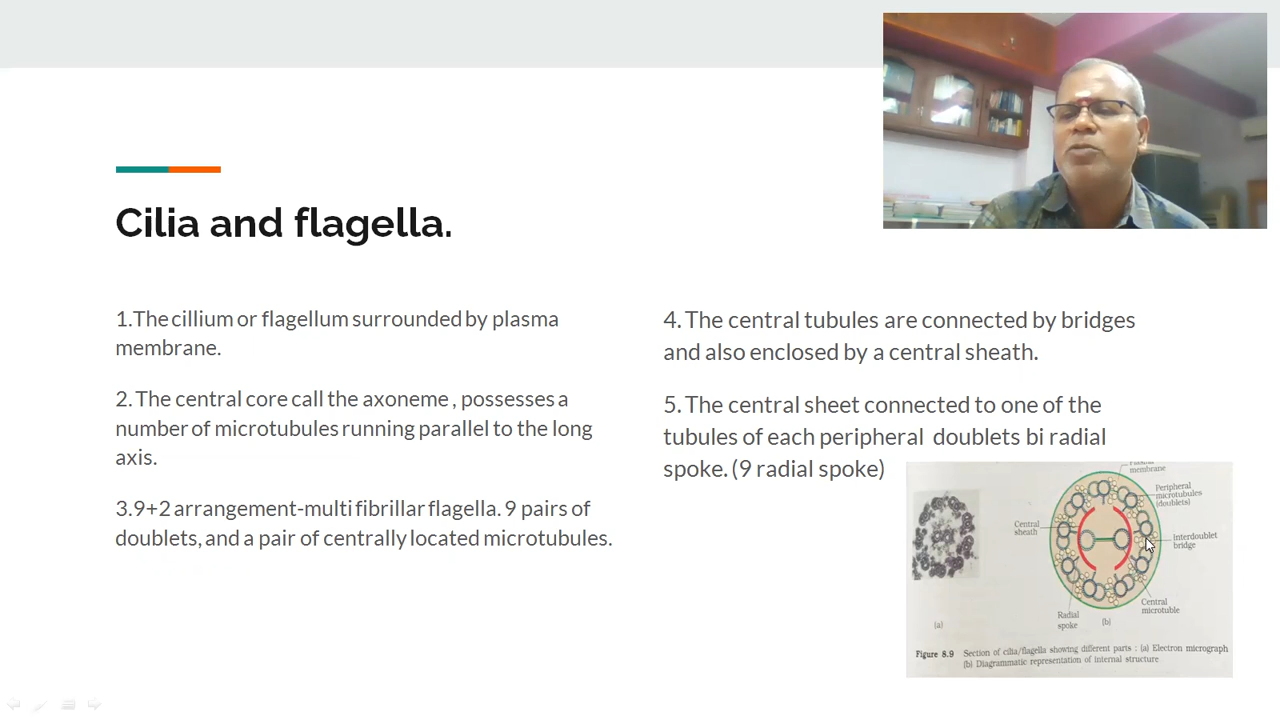 Cilia and flagella.
1.The cillium or flagellum surrounded by plasma
membrane.
2. The central core call the axoneme , possesses a
number of microtubules running parallel to the long
axis.
3.9+2 arrangement-multi fibrillar flagella. 9 pairs of
doublets, and a pair of centrally located microtubules.
4. The central tubules are connected by bridges
and also enclosed by a central sheath.
5. The central sheet connected to one of the
tubules of each peripheral doublets bi radial
spoke. (9 radial spoke)
membrane
Peripheral
microtubules
(doublets)
Central
sheath
Interdoublet
bridge
Central
microtuble
Radial
spoke
(a)
(b)
Figure 8.9 Section of cilia/flagella showing different parts : (a) Electron micrograph
(b) Diagrammatic representation of internal structure